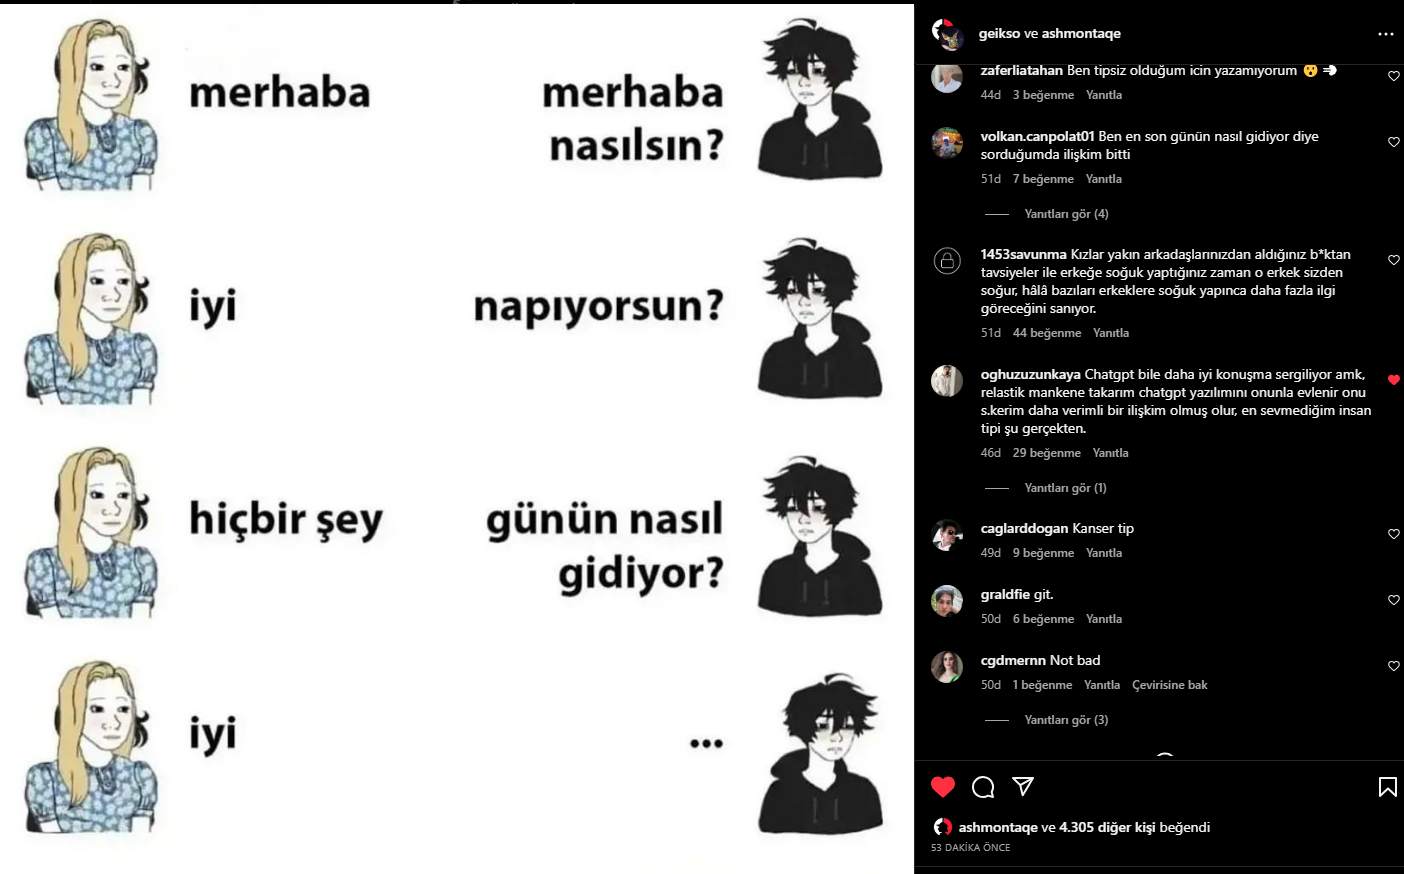 merhaba
merhaba
nasılsın?
iyi
napıyorsun?
hiçbir şey
günün nasıl
gidiyor?
iyi
...
geikso ve ashmontaqe
zaferliatahan Ben tipsiz olduğum icin yazamıyorum 😮💨
44d 3 beğenme Yanıtla
volkan.canpolat01 Ben en son günün nasıl gidiyor diye
sorduğumda ilişkim bitti
51d 7 beğenme Yanıtla
Yanıtları gör (4)
1453savunma Kızlar yakın arkadaşlarınızdan aldığınız b*ktan
tavsiyeler ile erkeğe soğuk yaptığınız zaman o erkek sizden
soğur, hâlâ bazıları erkeklere soğuk yapınca daha fazla ilgi
göreceğini sanıyor.
51d 44 beğenme Yanıtla
oghuzuzunkaya Chatgpt bile daha iyi konuşma sergiliyor amk,
relastik mankene takarım chatgpt yazılımını onunla evlenir onu
s.kerim daha verimli bir ilişkim olmuş olur, en sevmediğim insan
tipi şu gerçekten.
46d 29 beğenme Yanıtla
Yanıtları gör (1)
caglarddogan Kanser tip
49d 9 beğenme Yanıtla
graldfie git.
50d 6 beğenme Yanıtla
cgdmernn Not bad
50d 1 beğenme Yanıtla Çevirisine bak
Yanıtları gör (3)
ashmontaqe ve 4.305 diğer kişi beğendi
53 DAKİKA ÖNCE